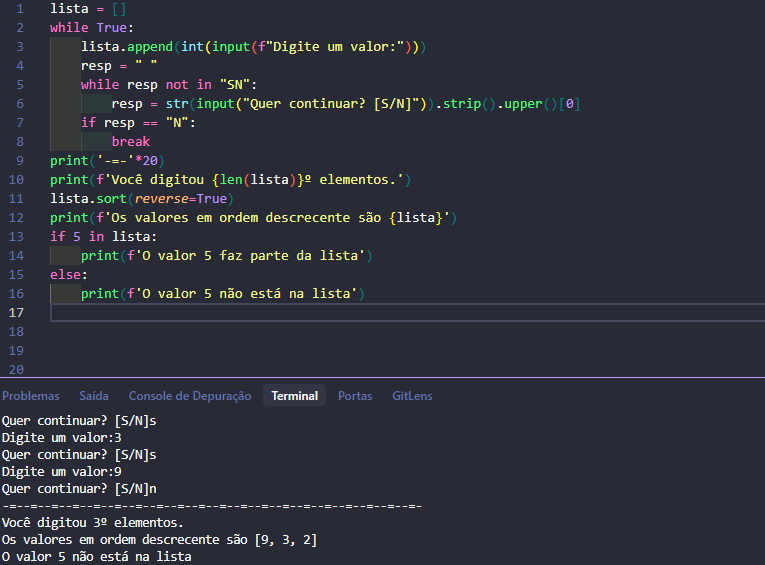 1 lista = []
2 while True:
3     lista.append(int(input(f"Digite um valor:")))
4     resp = " "
5     while resp not in "SN":
6         resp = str(input("Quer continuar? [S/N]")).strip().upper()[0]
7     if resp == "N":
8         break
9 print('-=-'*20)
10 print(f'Você digitou {len(lista)}º elementos.')
11 lista.sort(reverse=True)
12 print(f'Os valores em ordem descrecente são {lista}')
13 if 5 in lista:
14     print(f'O valor 5 faz parte da lista')
15 else:
16     print(f'O valor 5 não está na lista')
17
18
19
20
Problemas Saída Console de Depuração Terminal Portas GitLens
Quer continuar? [S/N]s
Digite um valor:3
Quer continuar? [S/N]s
Digite um valor:9
Quer continuar? [S/N]n
-=--=--=--=--=--=--=--=--=--=--=--=--=--=--=--=--=--=--=--=-
Você digitou 3º elementos.
Os valores em ordem descrecente são [9, 3, 2]
O valor 5 não está na lista